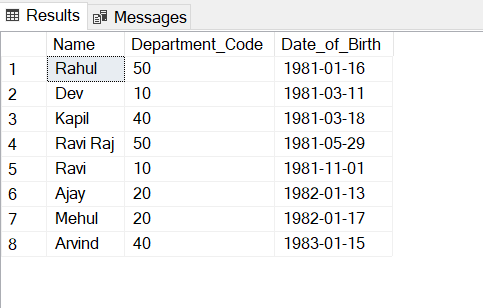 Results Messages
Name Department_Code Date_of_Birth
1 Rahul 50 1981-01-16
2 Dev 10 1981-03-11
3 Kapil 40 1981-03-18
4 Ravi Raj 50 1981-05-29
5 Ravi 10 1981-11-01
6 Ajay 20 1982-01-13
7 Mehul 20 1982-01-17
8 Arvind 40 1983-01-15